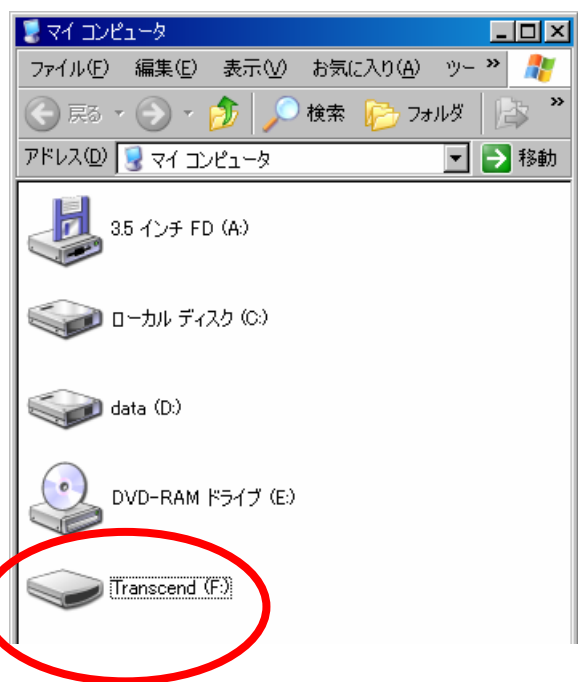 マイ コンピュータ
ファイル(F) 編集(E) 表示(V) お気に入り(A) ツー »
戻る 検索 フォルダ »
アドレス(D) マイ コンピュータ 移動
3.5 インチ FD (A:)
ローカル ディスク (C:)
data (D:)
DVD-RAM ドライブ (E:)
Transcend (F:)